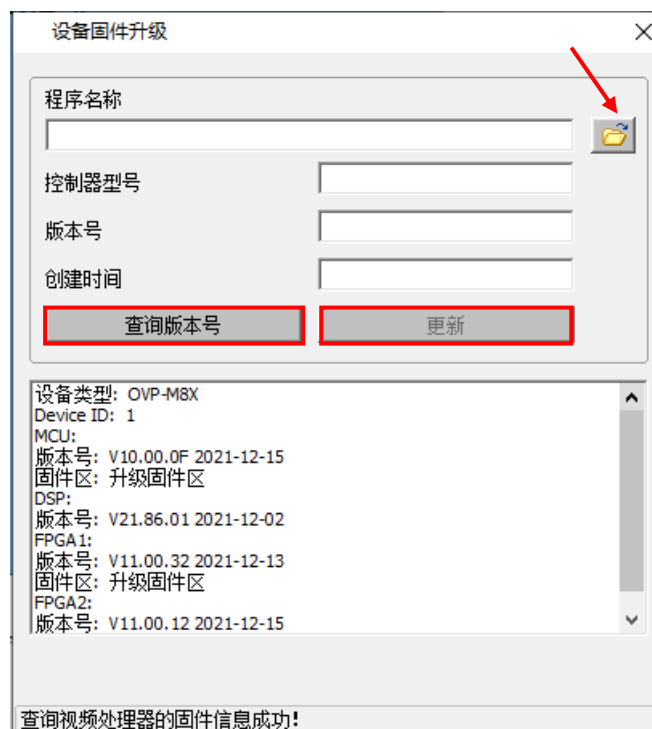 设备固件升级
程序名称
控制器型号
版本号
创建时间
查询版本号
更新
设备类型: OVP-M8X
Device ID: 1
MCU:
版本号: V10.00.0F 2021-12-15
固件区: 升级固件区
DSP:
版本号: V21.86.01 2021-12-02
FPGA1:
版本号: V11.00.32 2021-12-13
固件区: 升级固件区
FPGA2:
版本号: V11.00.12 2021-12-15
查询视频处理器的固件信息成功!